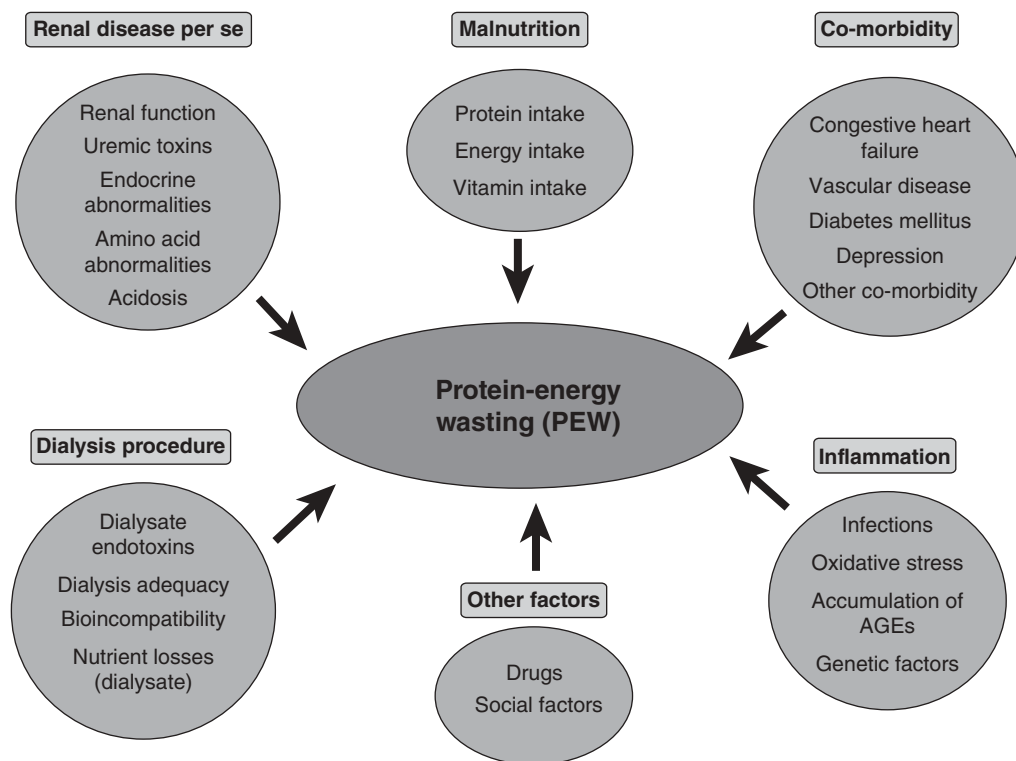 Renal disease per se
Renal function
Uremic toxins
Endocrine
abnormalities
Amino acid
abnormalities
Acidosis
Malnutrition
Protein intake
Energy intake
Vitamin intake
Co-morbidity
Congestive heart
failure
Vascular disease
Diabetes mellitus
Depression
Other co-morbidity
Protein-energy
wasting (PEW)
Dialysis procedure
Dialysate
endotoxins
Dialysis adequacy
Bioincompatibility
Nutrient losses
(dialysate)
Other factors
Drugs
Social factors
Inflammation
Infections
Oxidative stress
Accumulation of
AGEs
Genetic factors